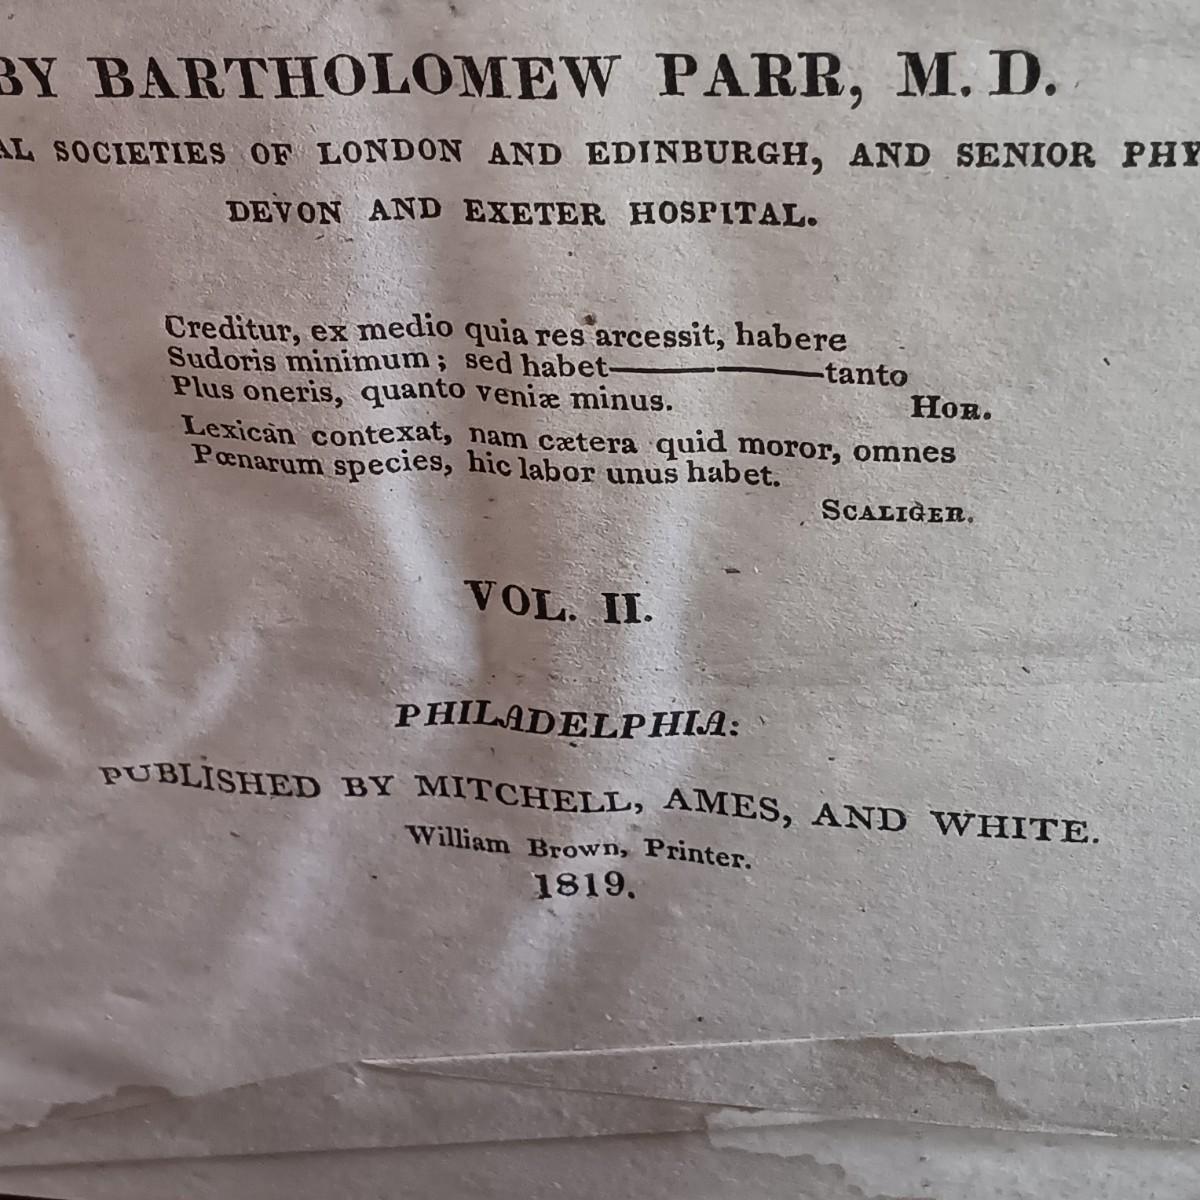 BY BARTHOLOMEW PARR, M. D.
AL SOCIETIES OF LONDON AND EDINBURGH, AND SENIOR PHY
DEVON AND EXETER HOSPITAL.
Creditur, ex medio quia res arcessit, habere
Sudoris minimum; sed habet————tanto
Plus oneris, quanto veniæ minus.
HOR.
Lexican contexat, nam cætera quid moror, omnes
Pœnarum species, hic labor unus habet.
SCALIGER.
VOL. II.
PHILADELPHIA:
PUBLISHED BY MITCHELL, AMES, AND WHITE.
William Brown, Printer.
1819.